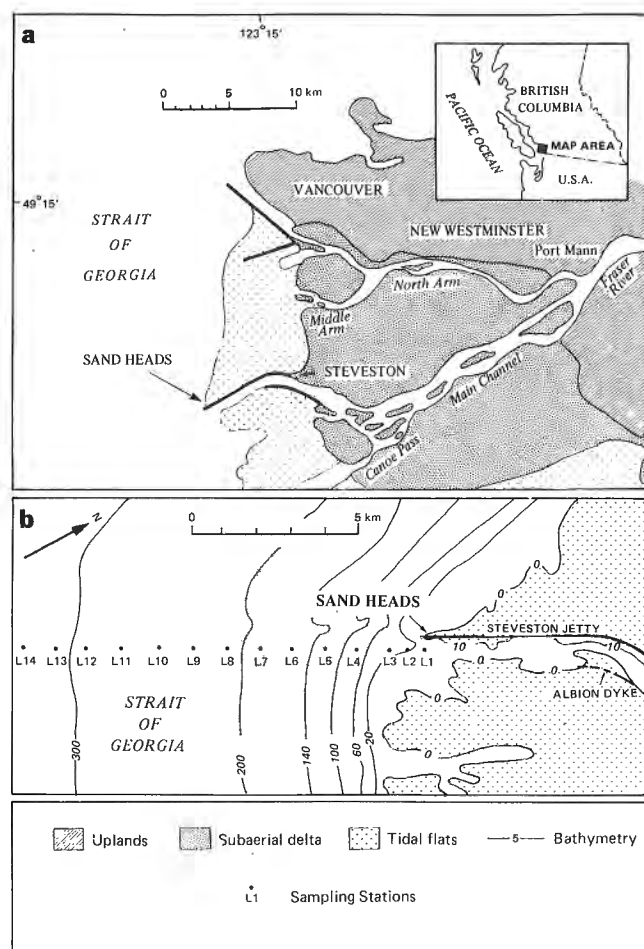 a
123°15'
0 5 10 km
PACIFIC OCEAN
BRITISH
COLUMBIA
MAP AREA
U.S.A.
49°15'
STRAIT
OF
GEORGIA
VANCOUVER
NEW WESTMINSTER
Port Mann
Fraser
River
North Arm
Middle
Arm
SAND HEADS
STEVESTON
Main Channel
Canoe Pass
b
N
0 5 km
SAND HEADS
STEVESTON JETTY
0
0
0
10
10
0
0
0
0
0
ALBION DYKE
L14 L13 L12 L11 L10 L9 L8 L7 L6 L5 L4 L3 L2 L1
STRAIT
OF
GEORGIA
300
200
140
100
60
20
Uplands Subaerial delta Tidal flats 5 Bathymetry
L1 Sampling Stations